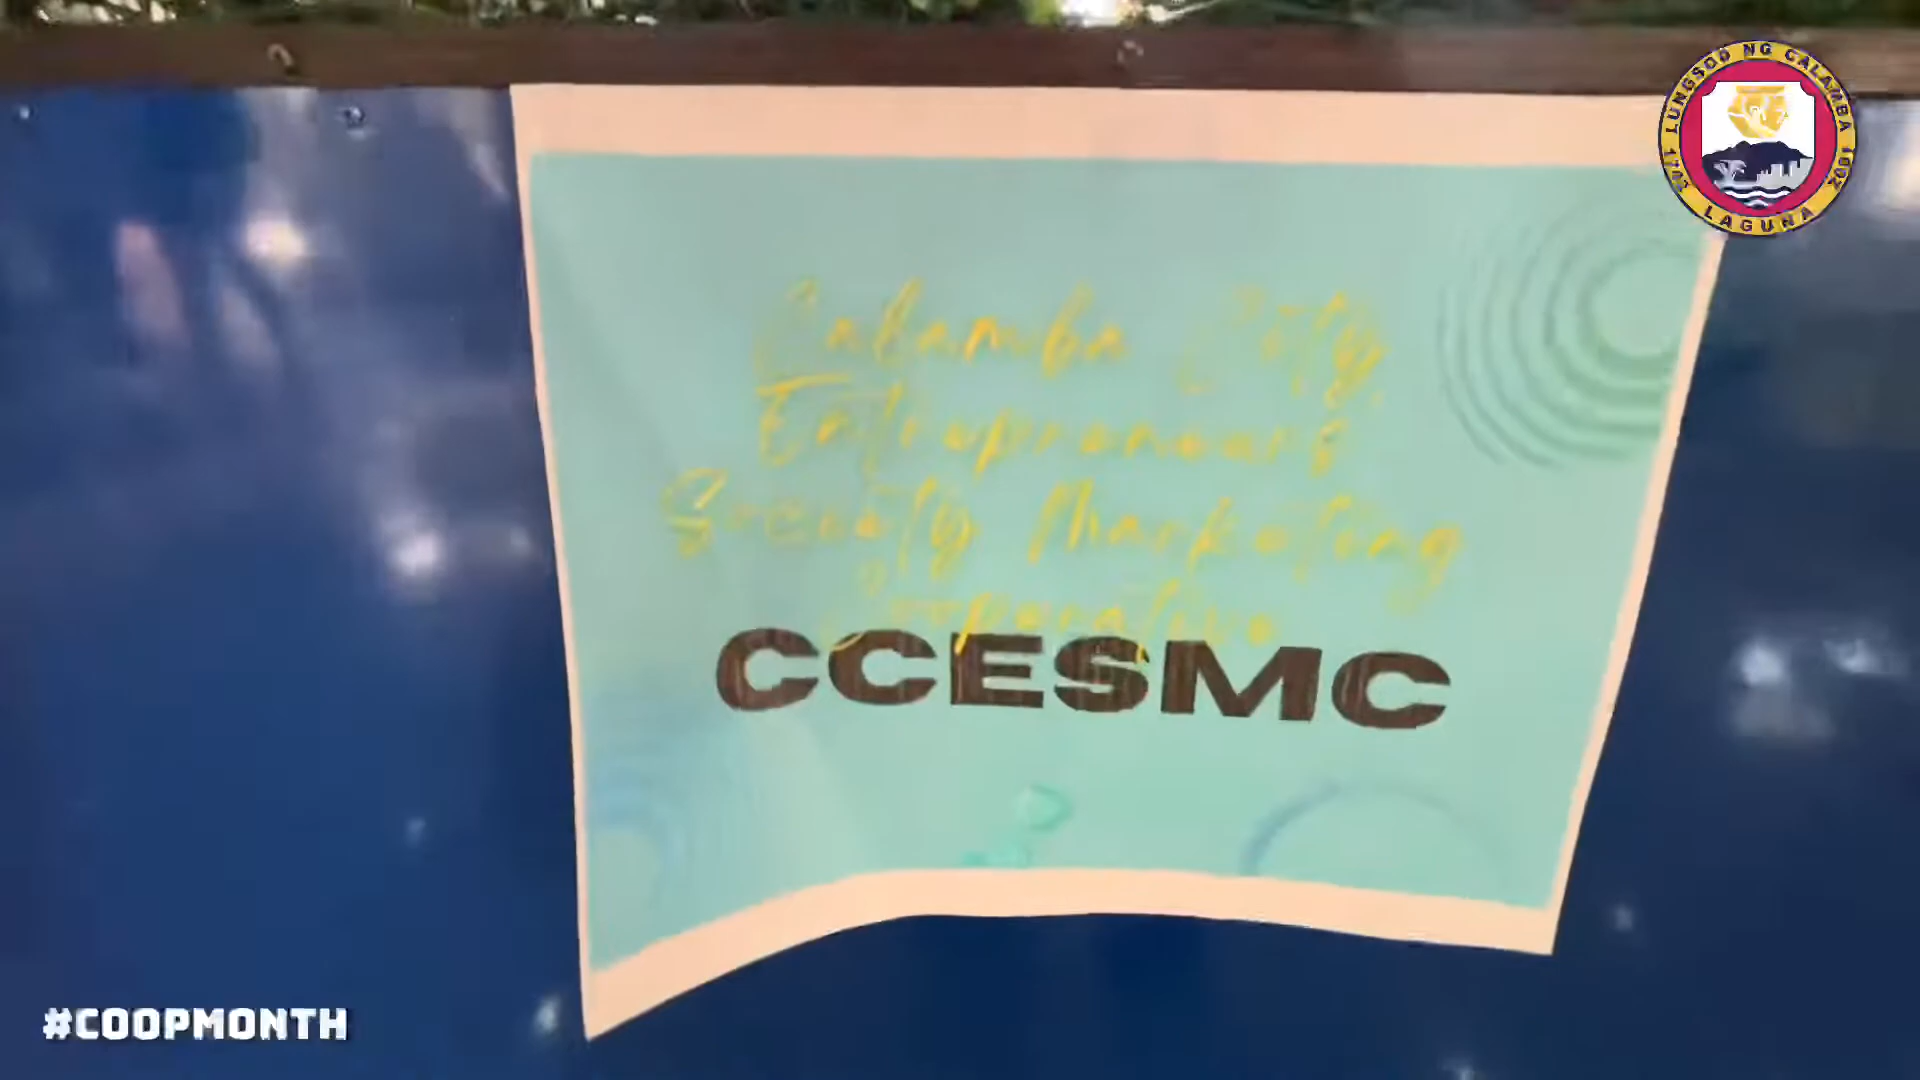 LUNGSOD NG CALAMBA
LAGUNA
Calamba City
Entrepreneurs
Society Marketing
Cooperative
CCESMC
#COOPMONTH